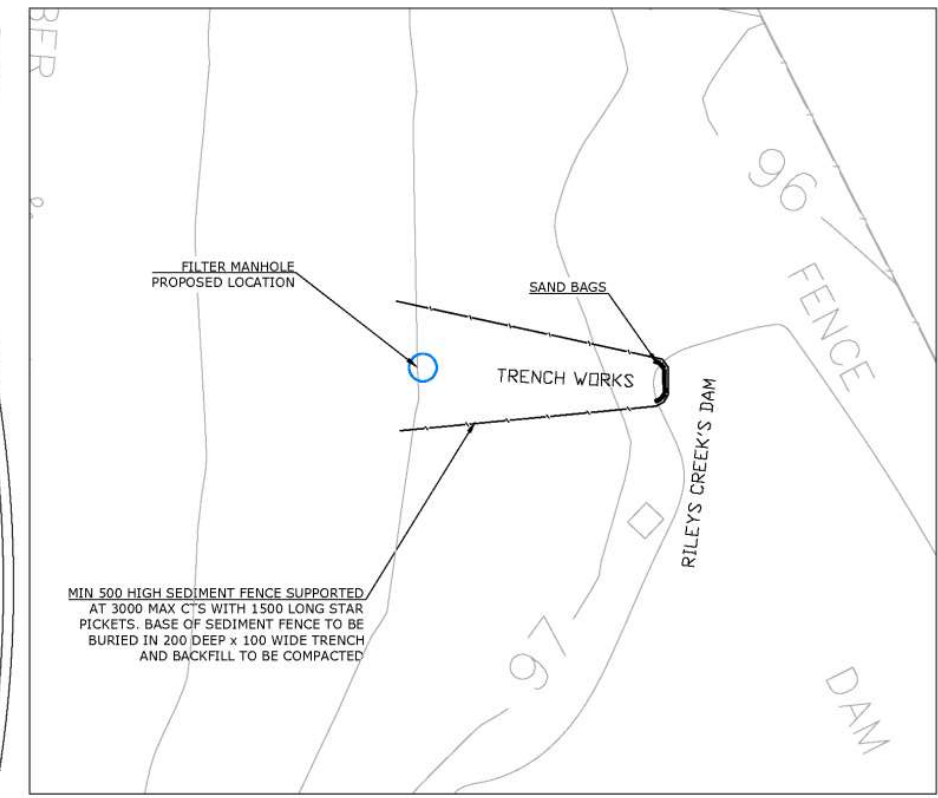 BER
&
96
FENCE
FILTER MANHOLE
PROPOSED LOCATION
SAND BAGS
TRENCH WORKS
RILEYS CREEK'S DAM
MIN 500 HIGH SEDIMENT FENCE SUPPORTED
AT 3000 MAX CTS WITH 1500 LONG STAR
PICKETS. BASE OF SEDIMENT FENCE TO BE
BURIED IN 200 DEEP x 100 WIDE TRENCH
AND BACKFILL TO BE COMPACTED
97
DAM